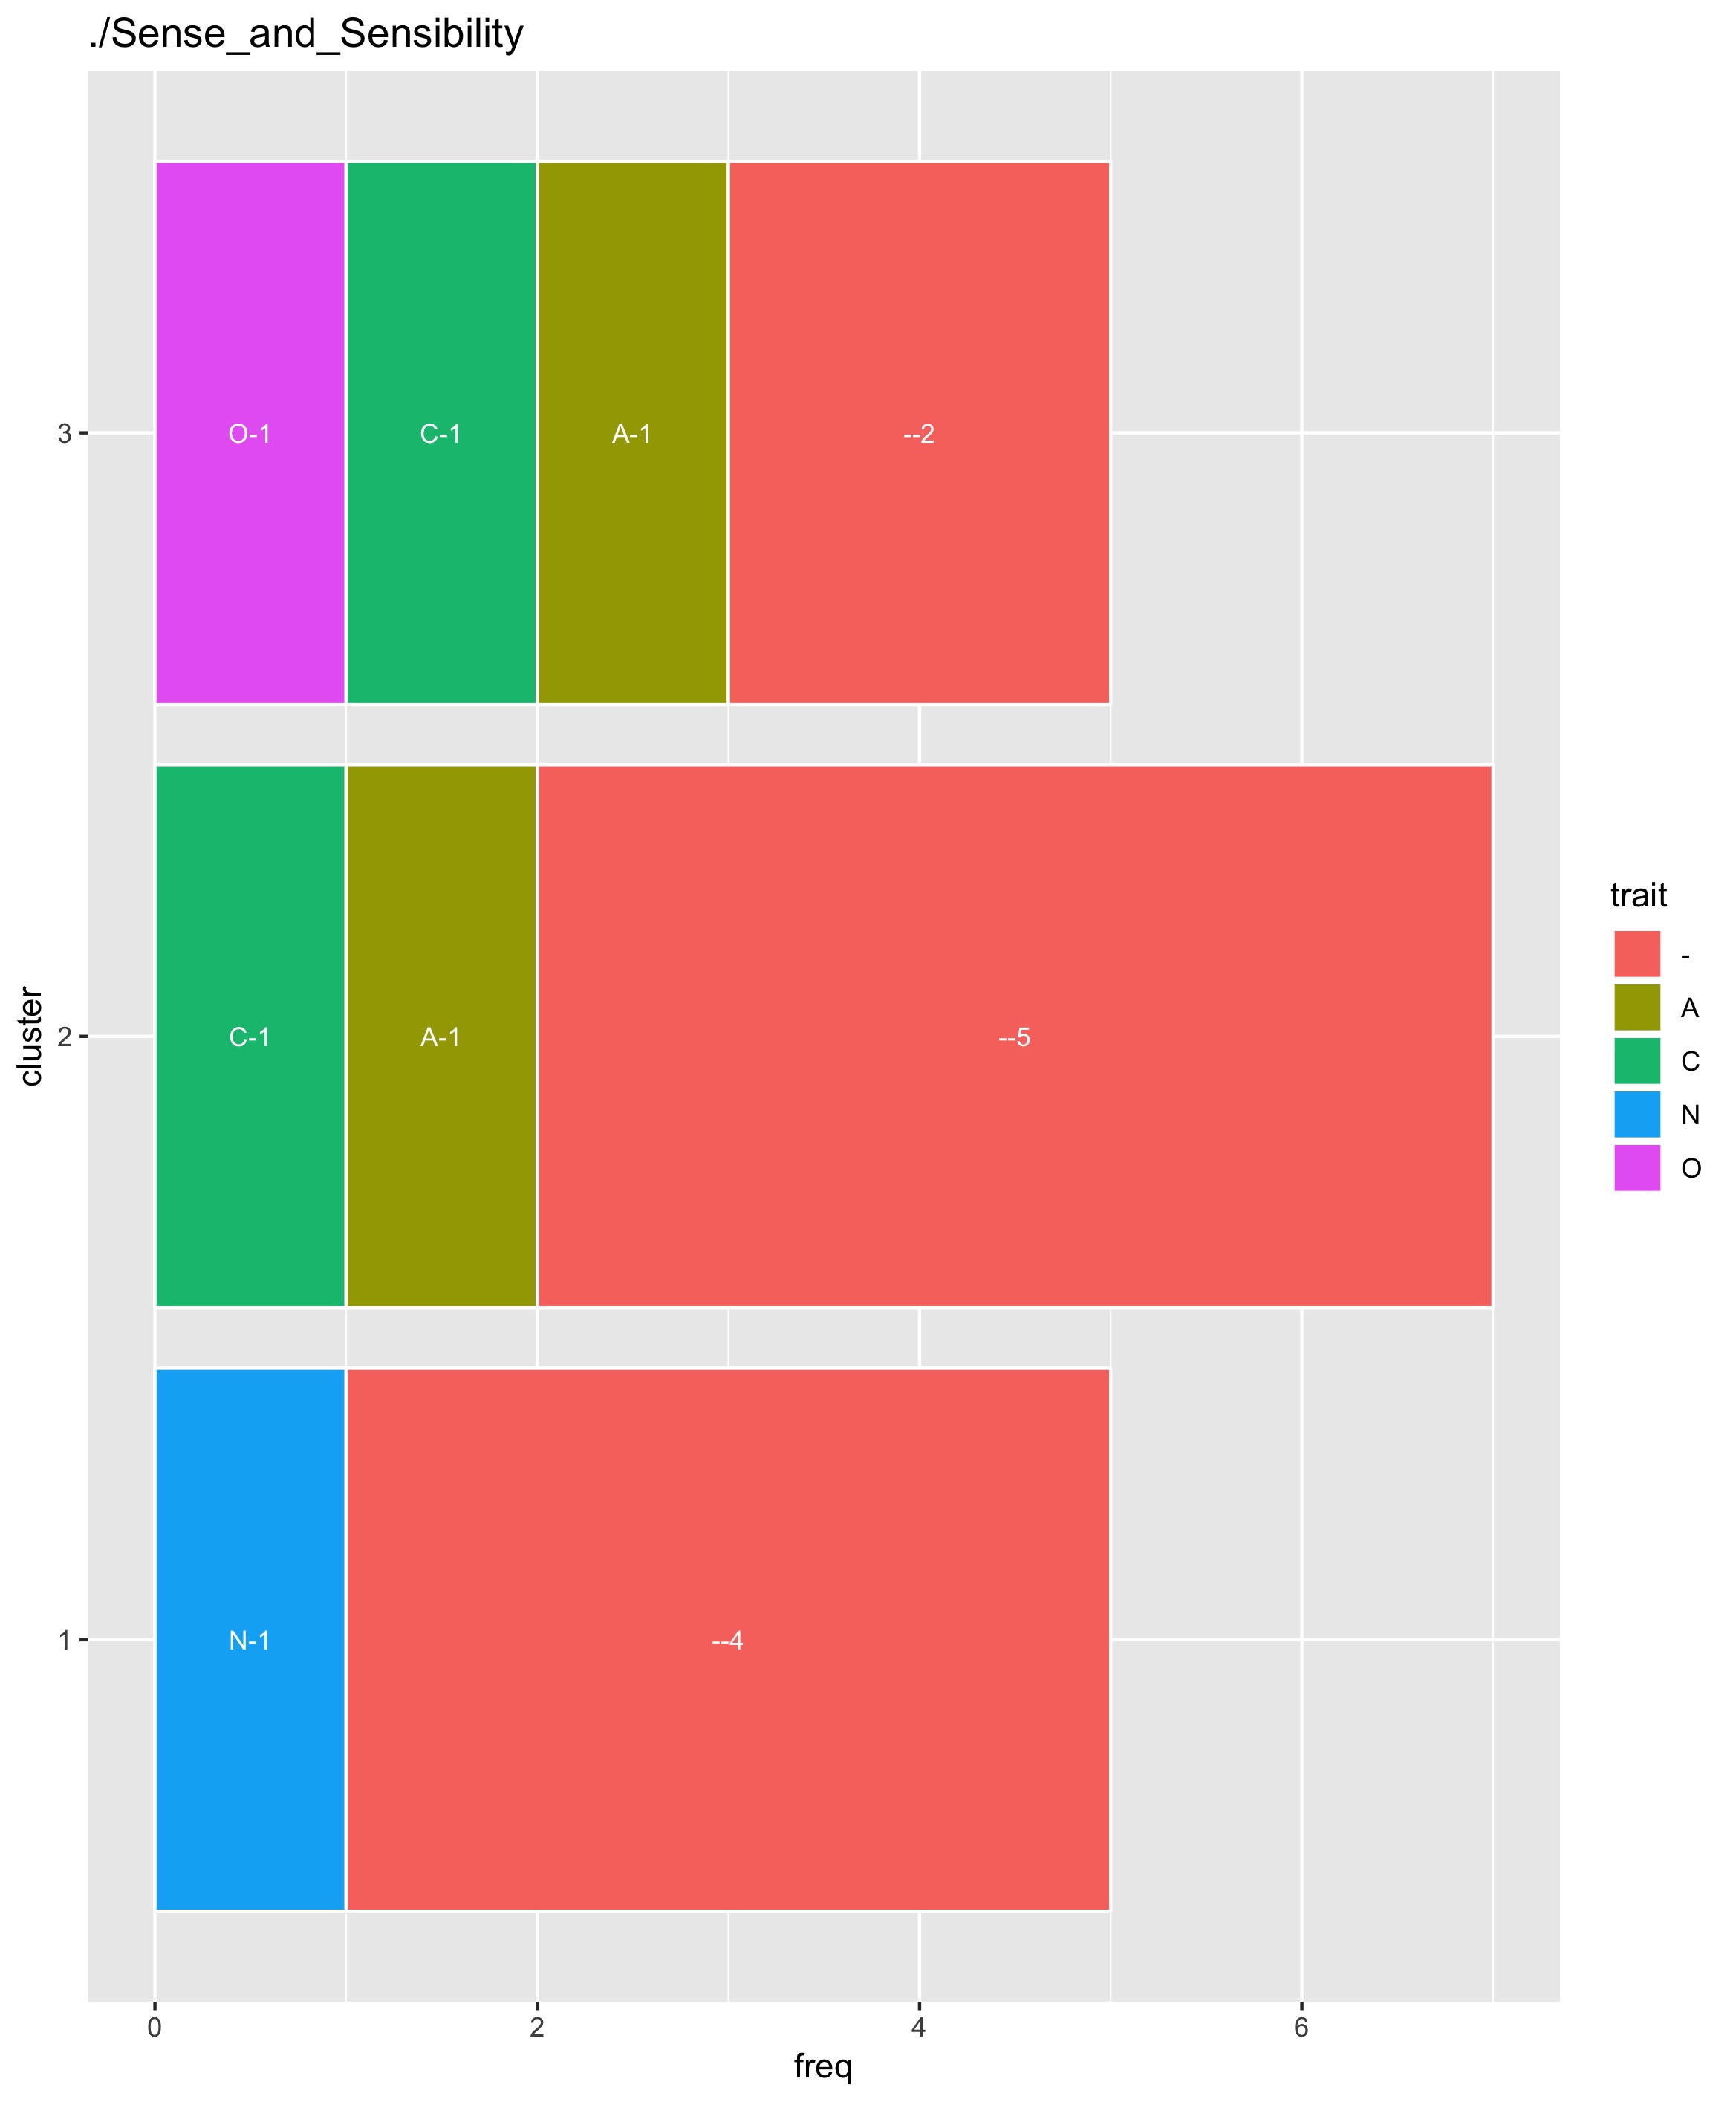 ./Sense_and_Sensibility
3
O-1
C-1
A-1
--2
2
C-1
A-1
--5
1
N-1
--4
0
2
4
6
freq
cluster
trait
-
A
C
N
O